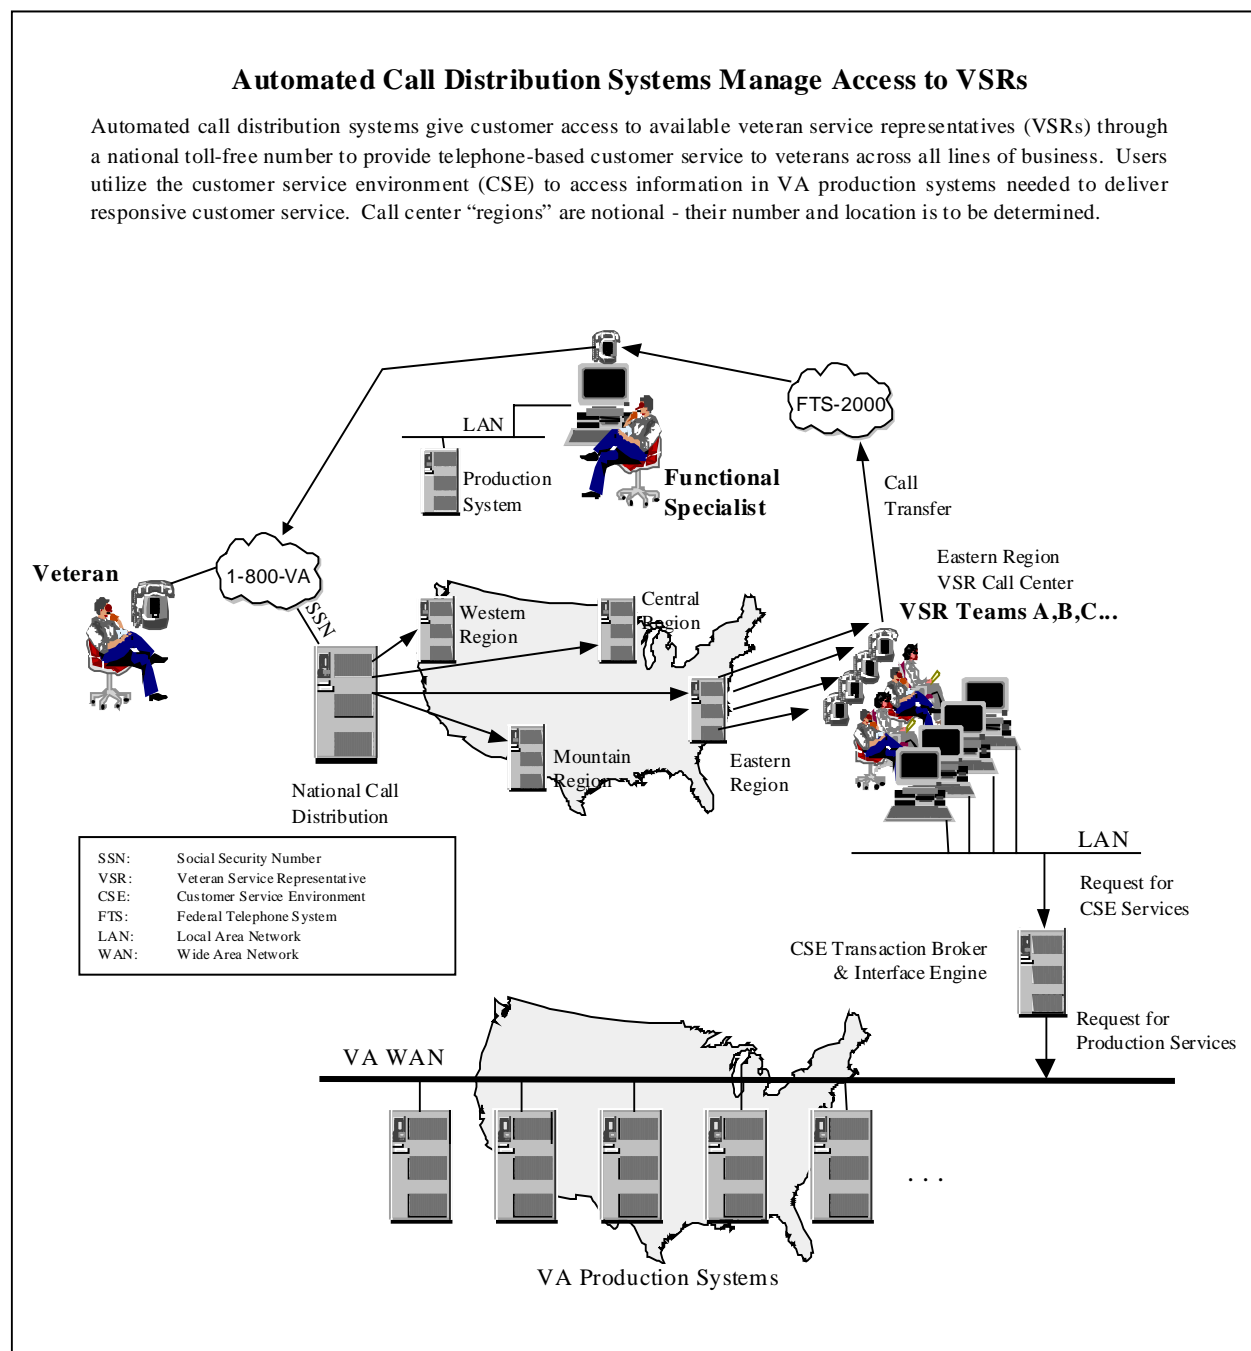 Automated Call Distribution Systems Manage Access to VSRs
Automated call distribution systems give customer access to available veteran service representatives (VSRs) through
a national toll-free number to provide telephone-based customer service to veterans across all lines of business.  Users
utilize the customer service environment (CSE) to access information in VA production systems needed to deliver
responsive customer service.  Call center “regions” are notional - their number and location is to be determined.
FTS-2000
LAN
Production
System
Functional
Specialist
Call
Transfer
Veteran
1-800-VA
SSN
Eastern Region
VSR Call Center
VSR Teams A,B,C...
Western
Region
Central
Region
Mountain
Region
Eastern
Region
National Call
Distribution
SSN: Social Security Number
VSR: Veteran Service Representative
CSE: Customer Service Environment
FTS: Federal Telephone System
LAN: Local Area Network
WAN: Wide Area Network
LAN
Request for
CSE Services
CSE Transaction Broker
& Interface Engine
Request for
Production Services
VA WAN
. . .
VA Production Systems